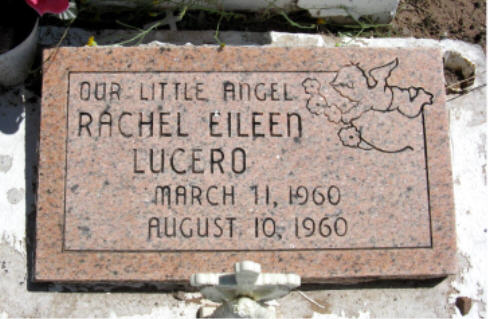 OUR LITTLE ANGEL
RACHEL EILEEN
LUCERO
MARCH 11, 1960
AUGUST 10, 1960